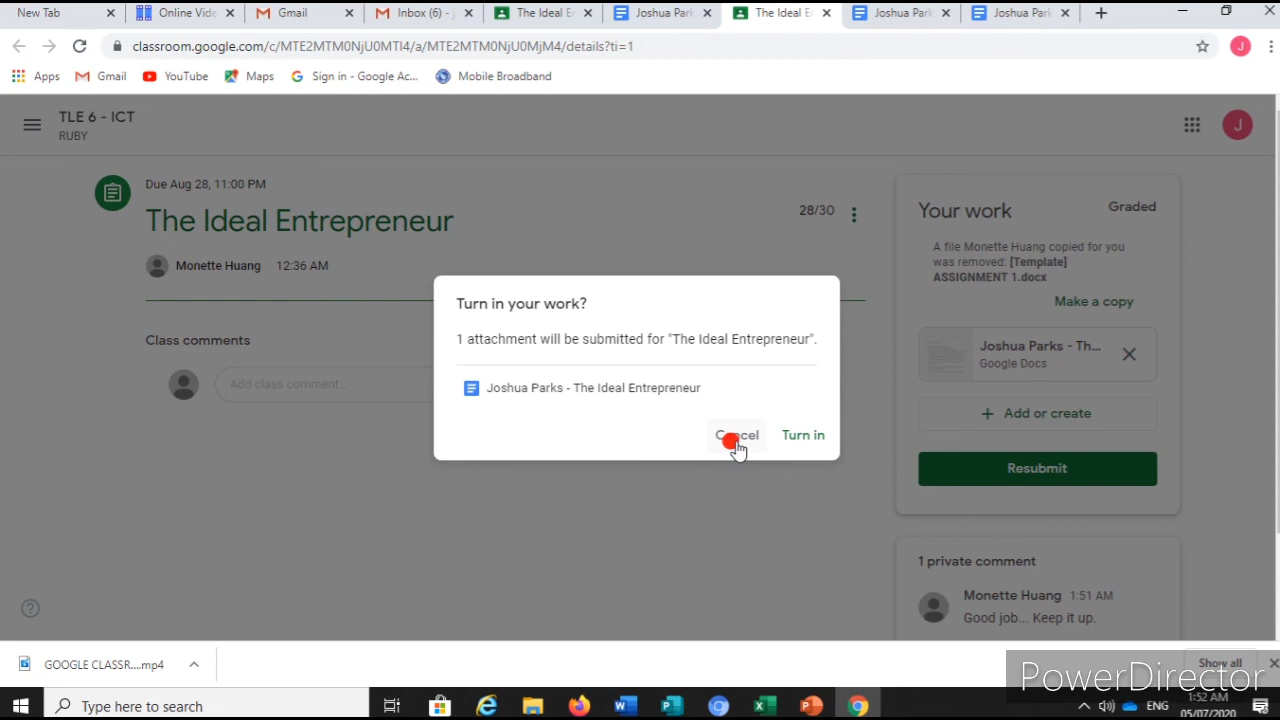 New Tab
Online Vide
Gmail
Inbox (6) -
The Ideal E
Joshua Park
The Ideal E
Joshua Park
Joshua Park
classroom.google.com/c/MTE2MTM0NjU0MTI4/a/MTE2MTM0NjU0MjM4/details?ti=1
J
Apps
Gmail
YouTube
Maps
Sign in - Google Ac...
Mobile Broadband
TLE 6 - ICT
RUBY
J
Due Aug 28, 11:00 PM
The Ideal Entrepreneur
28/30
Monette Huang 12:36 AM
Class comments
Add class comment...
Your work
Graded
A file Monette Huang copied for you
was removed: [Template]
ASSIGNMENT 1.docx
Make a copy
Joshua Parks - Th...
Google Docs
+ Add or create
Resubmit
1 private comment
Monette Huang 1:51 AM
Good job... Keep it up.
Turn in your work?
1 attachment will be submitted for "The Ideal Entrepreneur".
Joshua Parks - The Ideal Entrepreneur
Cancel
Turn in
GOOGLE CLASSR....mp4
Show all
PowerDirector
Type here to search
ENG
1:52 AM
05/07/2020